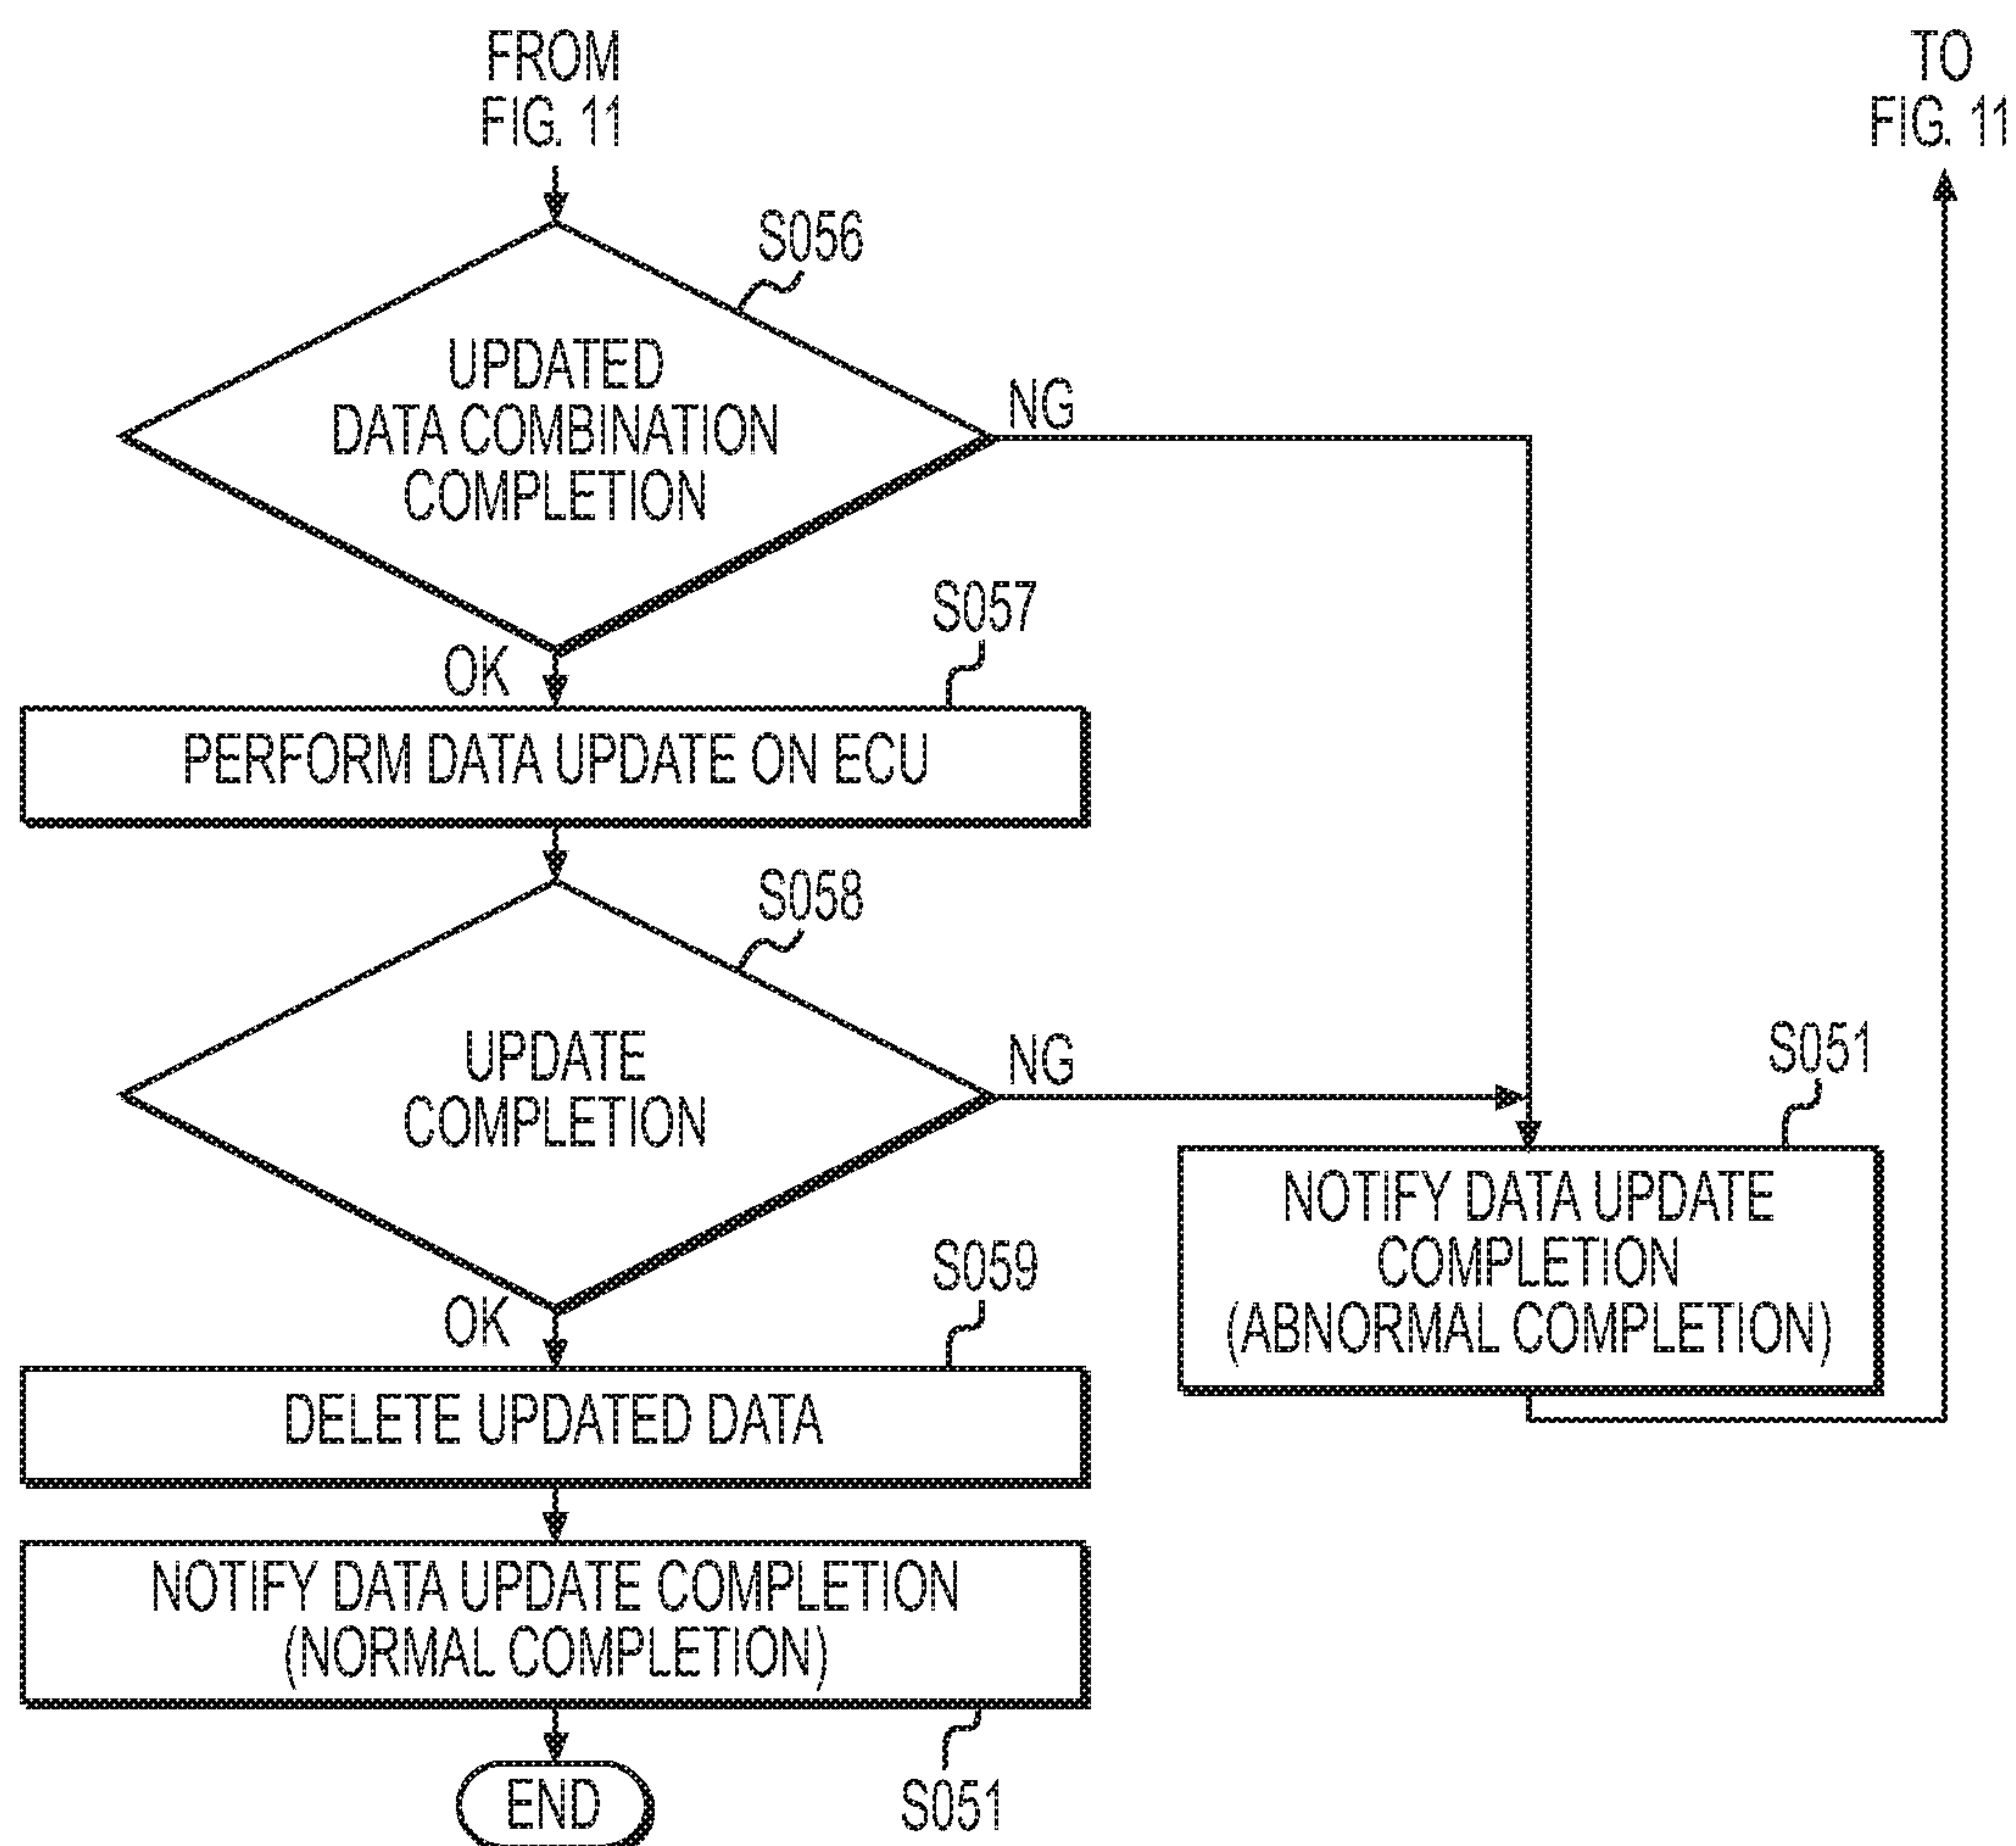 FROM
FIG. 11
TO
FIG. 11
S056
UPDATED
DATA COMBINATION
COMPLETION
NG
S057
OK
PERFORM DATA UPDATE ON ECU
S058
UPDATE
COMPLETION
NG
S051
NOTIFY DATA UPDATE
COMPLETION
(ABNORMAL COMPLETION)
S059
OK
DELETE UPDATED DATA
NOTIFY DATA UPDATE COMPLETION
(NORMAL COMPLETION)
END
S051